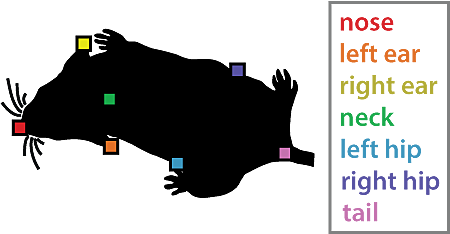 nose
left ear
right ear
neck
left hip
right hip
tail